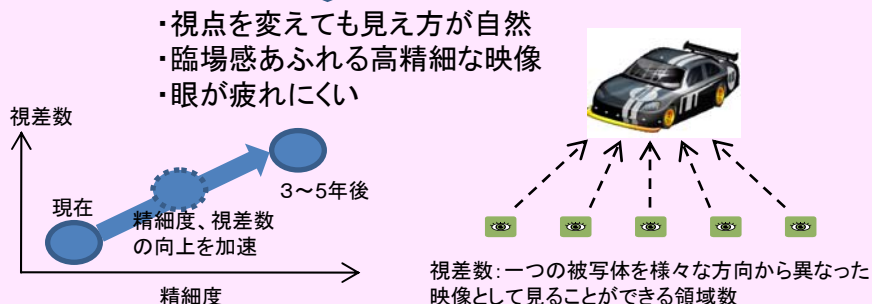 ・視点を変えても見え方が自然
・臨場感あふれる高精細な映像
・眼が疲れにくい
視差数
3～5年後
現在
精細度、視差数
の向上を加速
精細度
視差数:一つの被写体を様々な方向から異なった
映像として見ることができる領域数